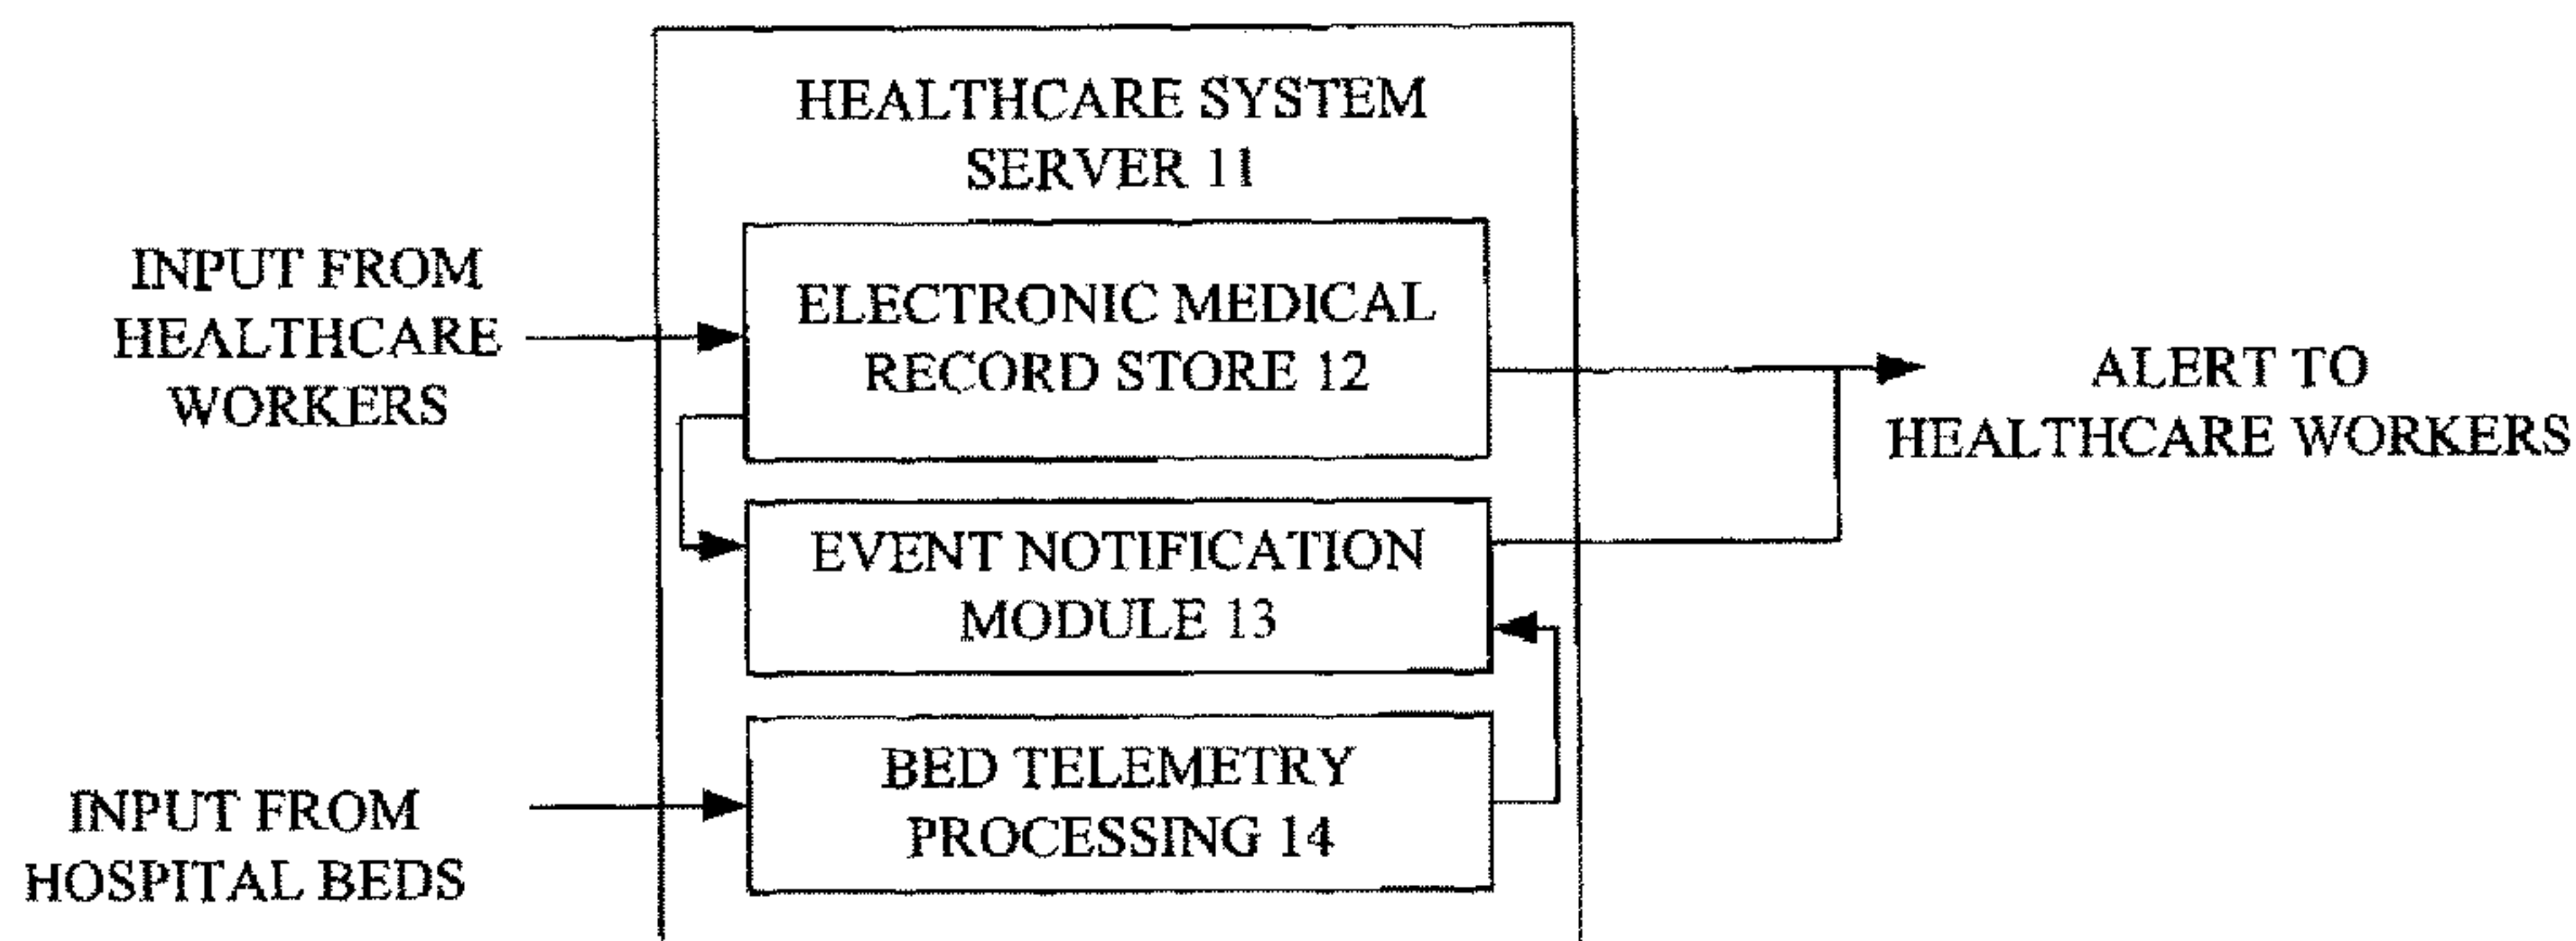 HEALTHCARE SYSTEM
SERVER 11
INPUT FROM
HEALTHCARE
WORKERS
ELECTRONIC MEDICAL
RECORD STORE 12
ALERT TO
HEALTHCARE WORKERS
EVENT NOTIFICATION
MODULE 13
INPUT FROM
HOSPITAL BEDS
BED TELEMETRY
PROCESSING 14